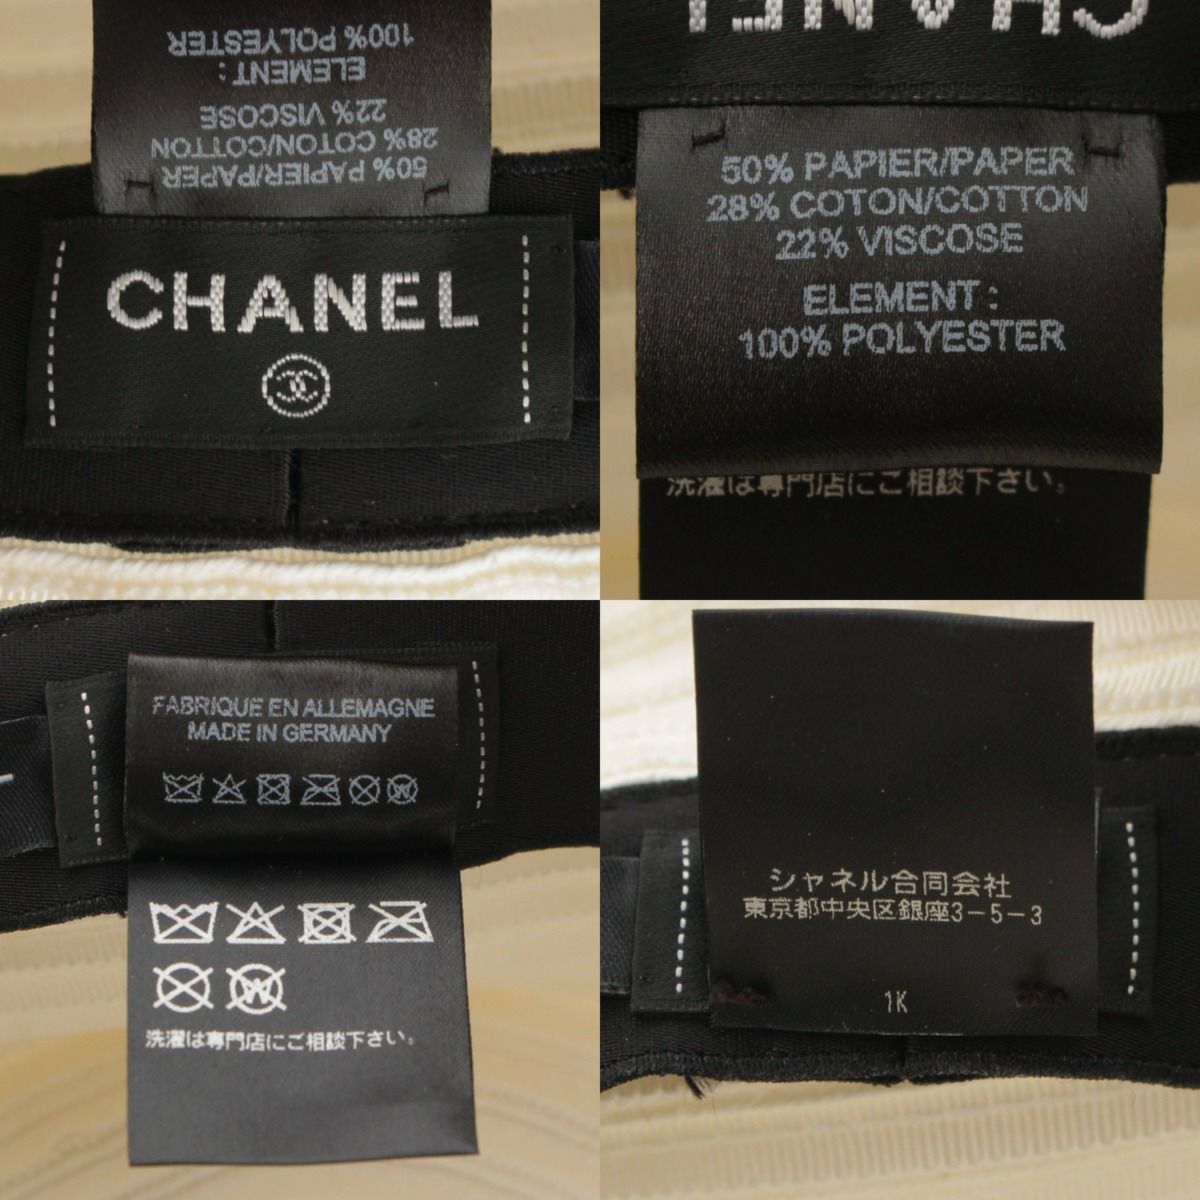 100% POLYESTER
ELEMENT :
22% VISCOSE
28% COTON/COTTON
50% PAPIER/PAPER
CHANEL
CHANEL
50% PAPIER/PAPER
28% COTON/COTTON
22% VISCOSE
ELEMENT :
100% POLYESTER
洗濯は専門店にご相談下さい。
FABRIQUE EN ALLEMAGNE
MADE IN GERMANY
W
W
洗濯は専門店にご相談下さい。
シャネル合同会社
東京都中央区銀座3-5-3
1K